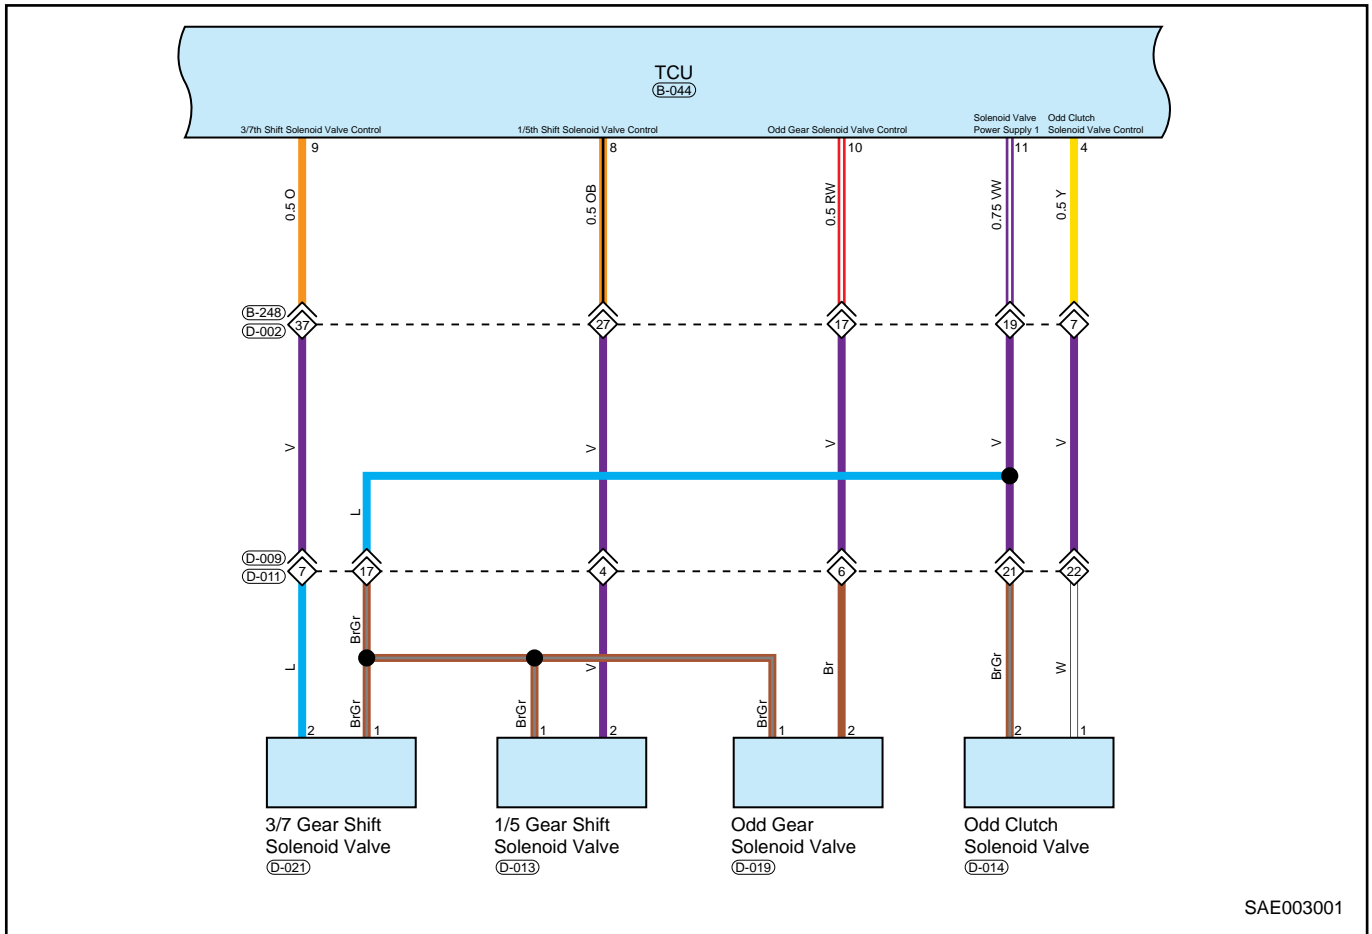 TCU
B-044
3/7th Shift Solenoid Valve Control
1/5th Shift Solenoid Valve Control
Odd Gear Solenoid Valve Control
Solenoid Valve
Power Supply 1
Odd Clutch
Solenoid Valve Control
9
8
10
11
4
0.5 O
0.5 OB
0.5 RW
0.75 VW
0.5 Y
B-248
D-002
37
27
17
19
7
V
V
V
V
V
L
D-009
D-011
7
17
4
6
21
22
L
BrGr
BrGr
BrGr
V
BrGr
Br
BrGr
W
2
1
1
2
1
2
2
1
3/7 Gear Shift
Solenoid Valve
D-021
1/5 Gear Shift
Solenoid Valve
D-013
Odd Gear
Solenoid Valve
D-019
Odd Clutch
Solenoid Valve
D-014
SAE003001